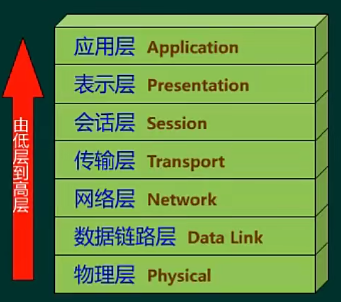 应用层 Application
表示层 Presentation
会话层 Session
传输层 Transport
网络层 Network
数据链路层 Data Link
物理层 Physical
由低层到高层